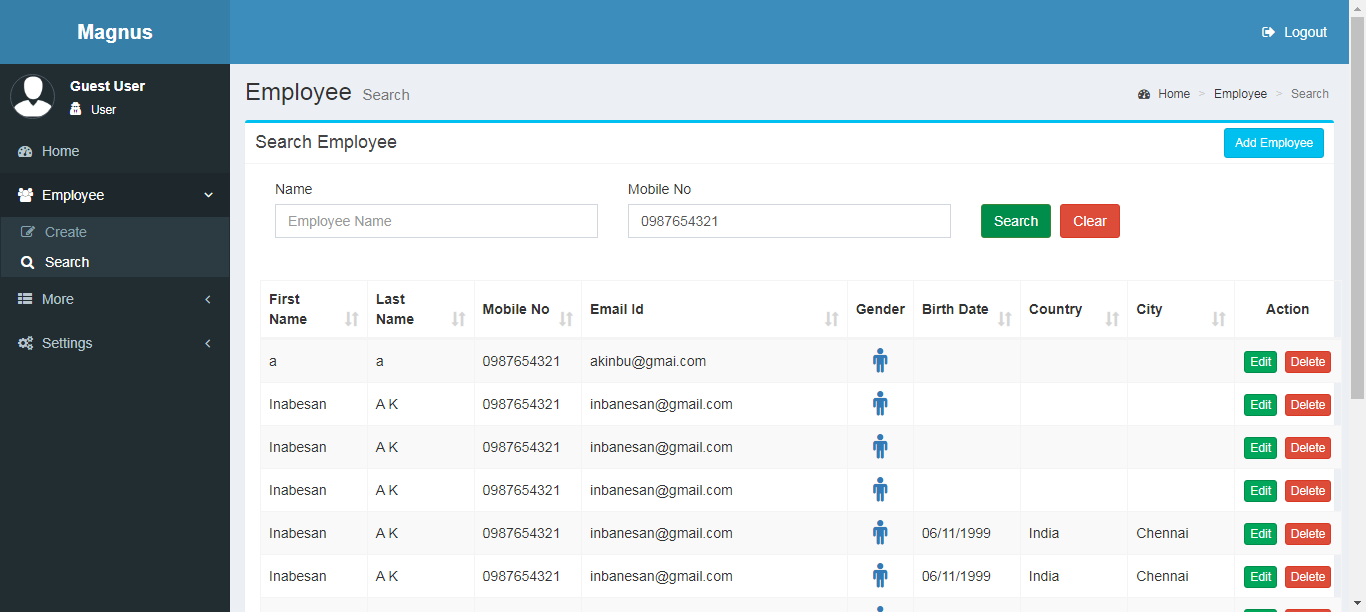 Magnus
Logout
Guest User
User
Home
Employee
Create
Search
More
Settings
Employee Search
Home > Employee > Search
Search Employee
Add Employee
Name
Mobile No
Employee Name
0987654321
Search
Clear
First Name Last Name Mobile No Email Id Gender Birth Date Country City Action
a a 0987654321 akinbu@gmai.com Edit Delete
Inabesan A K 0987654321 inbanesan@gmail.com Edit Delete
Inabesan A K 0987654321 inbanesan@gmail.com Edit Delete
Inabesan A K 0987654321 inbanesan@gmail.com Edit Delete
Inabesan A K 0987654321 inbanesan@gmail.com 06/11/1999 India Chennai Edit Delete
Inabesan A K 0987654321 inbanesan@gmail.com 06/11/1999 India Chennai Edit Delete